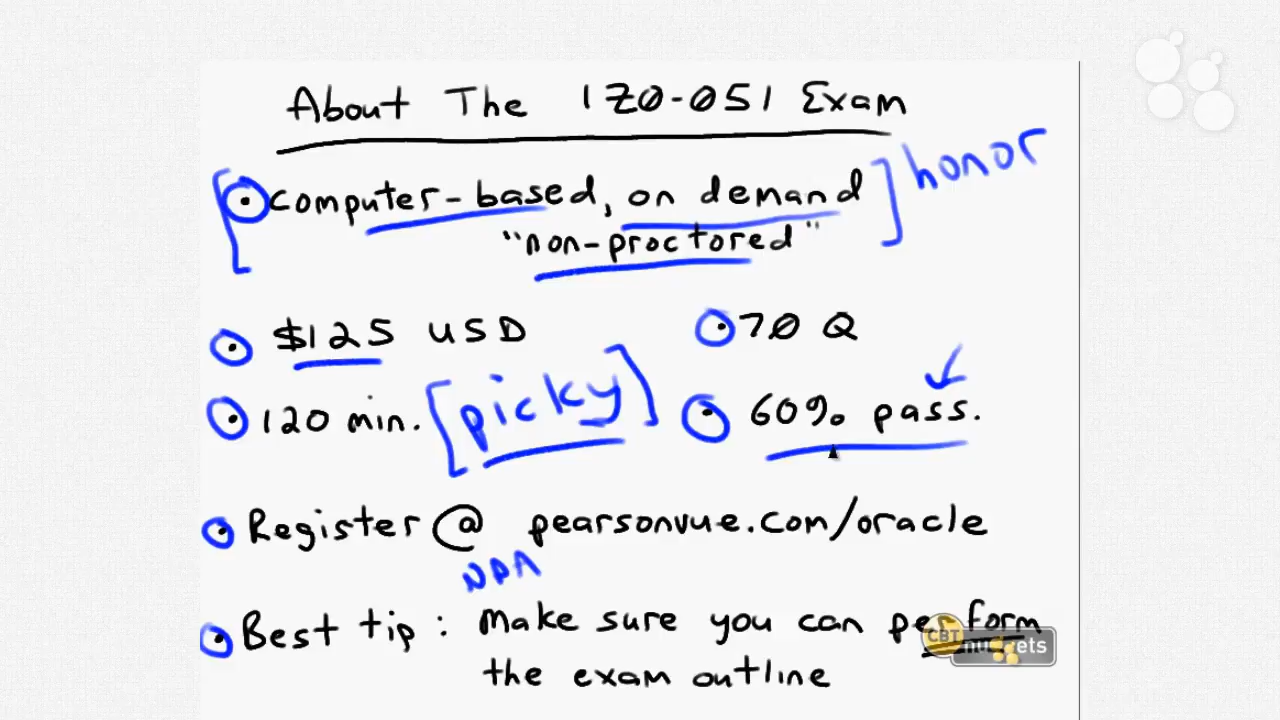 About The 1Z0-051 Exam
computer-based, on demand
honor
"non-proctored"
$125 USD
70 Q
120 min.
[picky]
60% pass.
Register @ pearsonvue.com/oracle
NDA
Best tip: Make sure you can perform
the exam outline
CBT nuggets